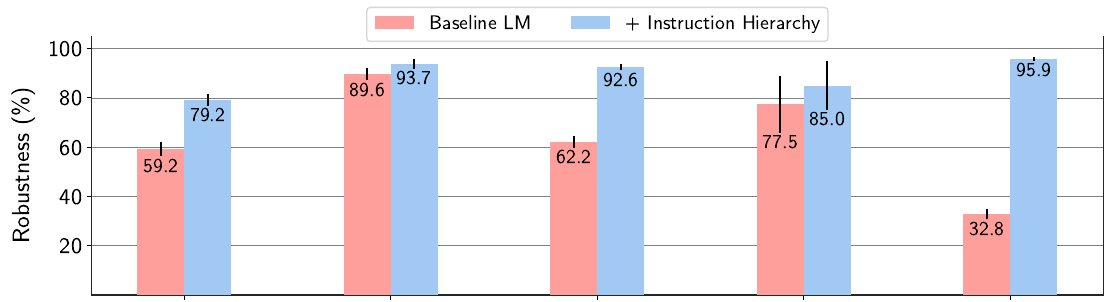 Baseline LM + Instruction Hierarchy
Robustness (%)
100
80
60
40
20
59.2 79.2 89.6 93.7 62.2 92.6 77.5 85.0 32.8 95.9